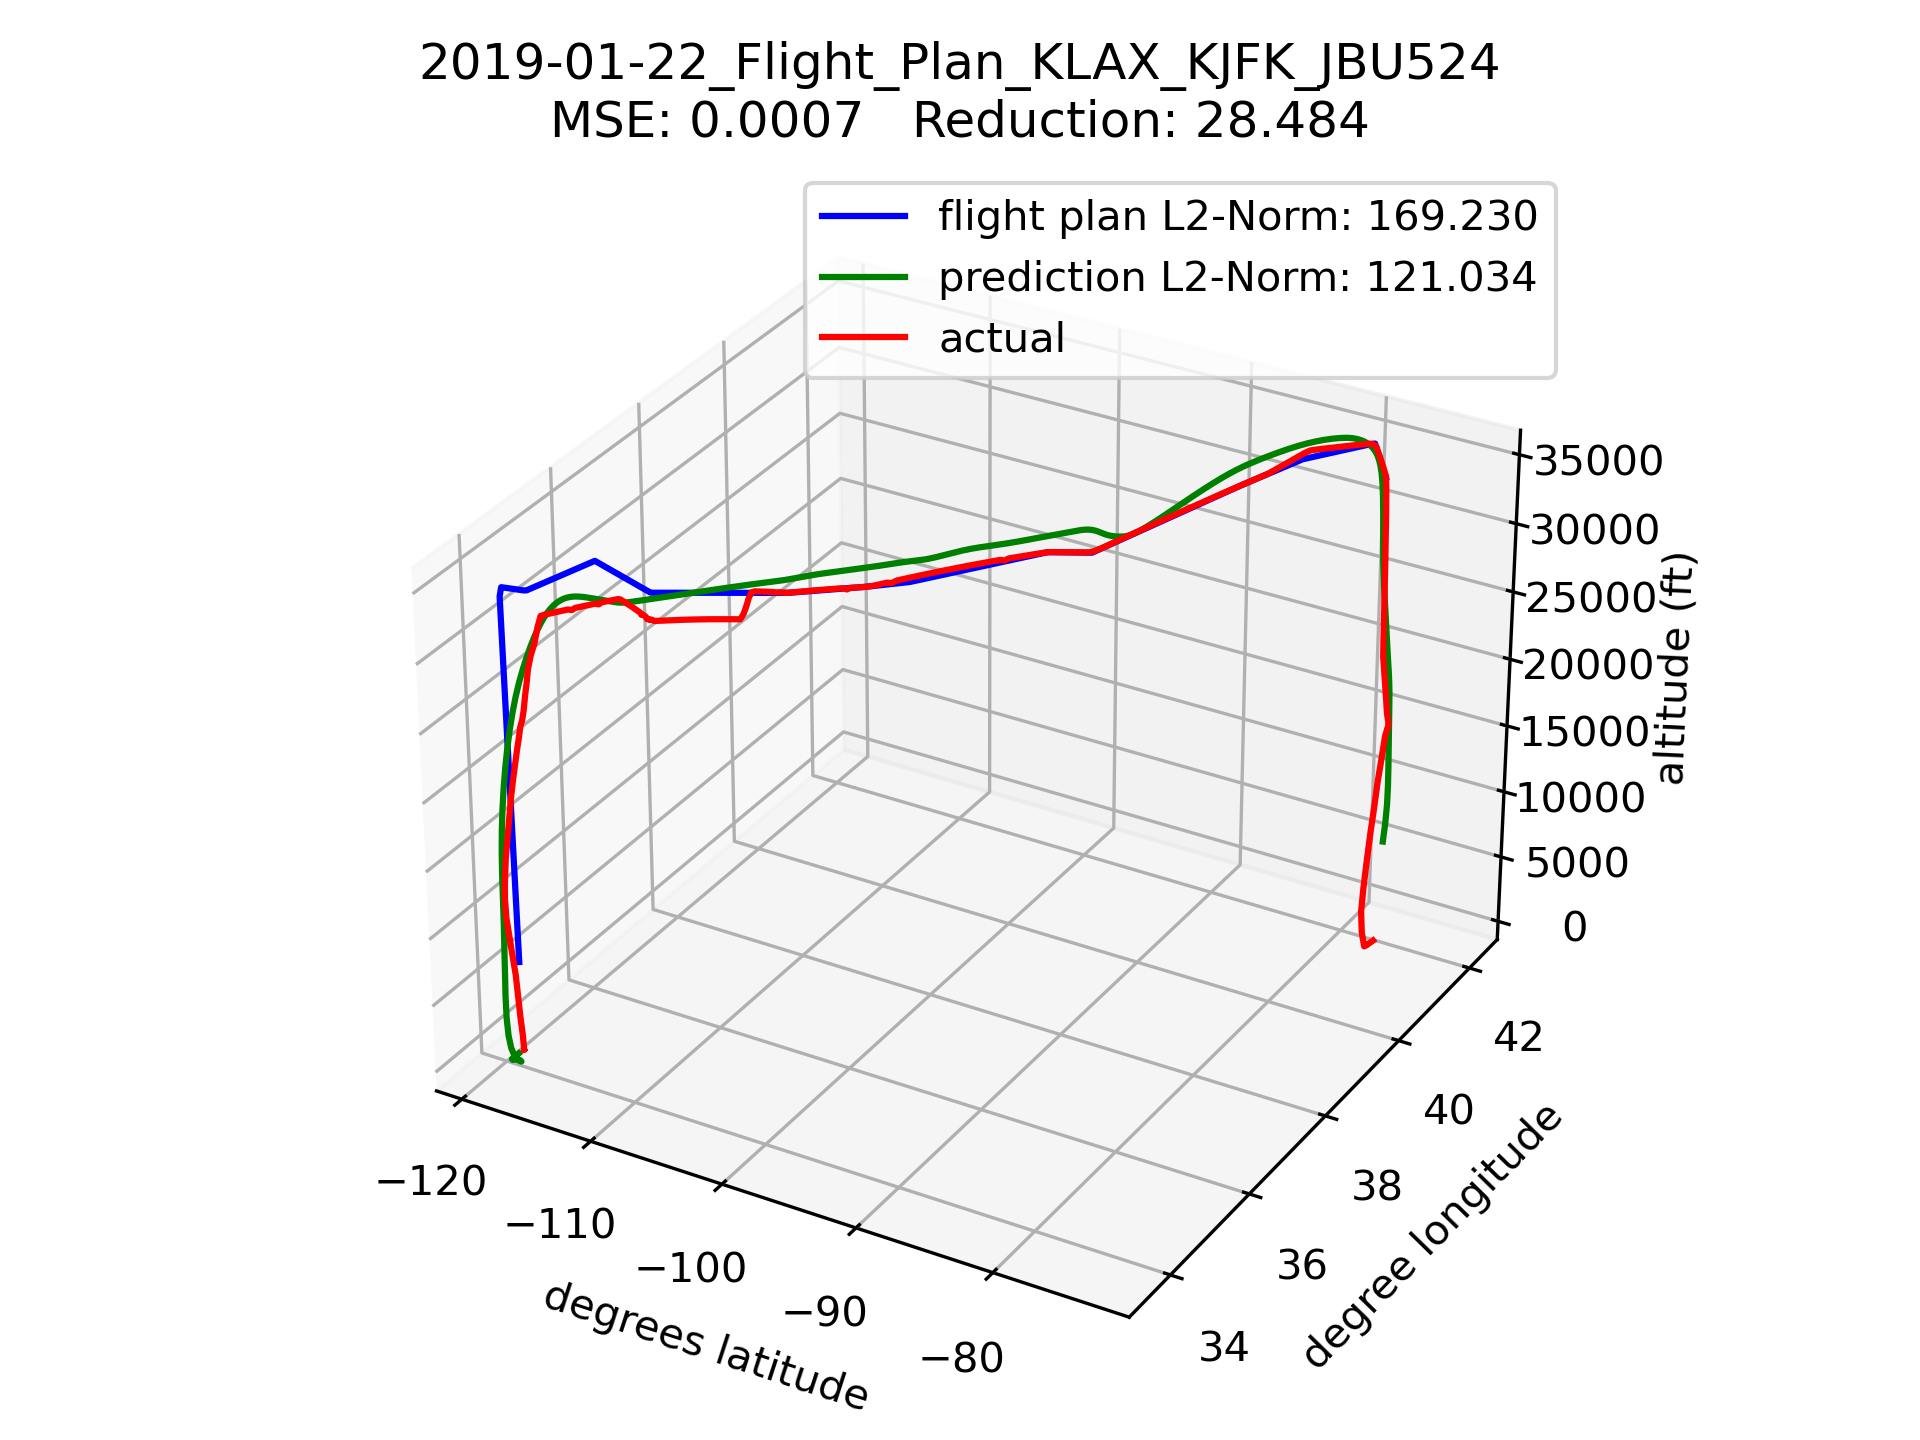 2019-01-22_Flight_Plan_KLAX_KJFK_JBU524
MSE: 0.0007   Reduction: 28.484
flight plan L2-Norm: 169.230
prediction L2-Norm: 121.034
actual
35000
30000
25000
20000
15000
10000
5000
0
altitude (ft)
42
40
38
36
34
degree longitude
−120
−110
−100
−90
−80
degrees latitude